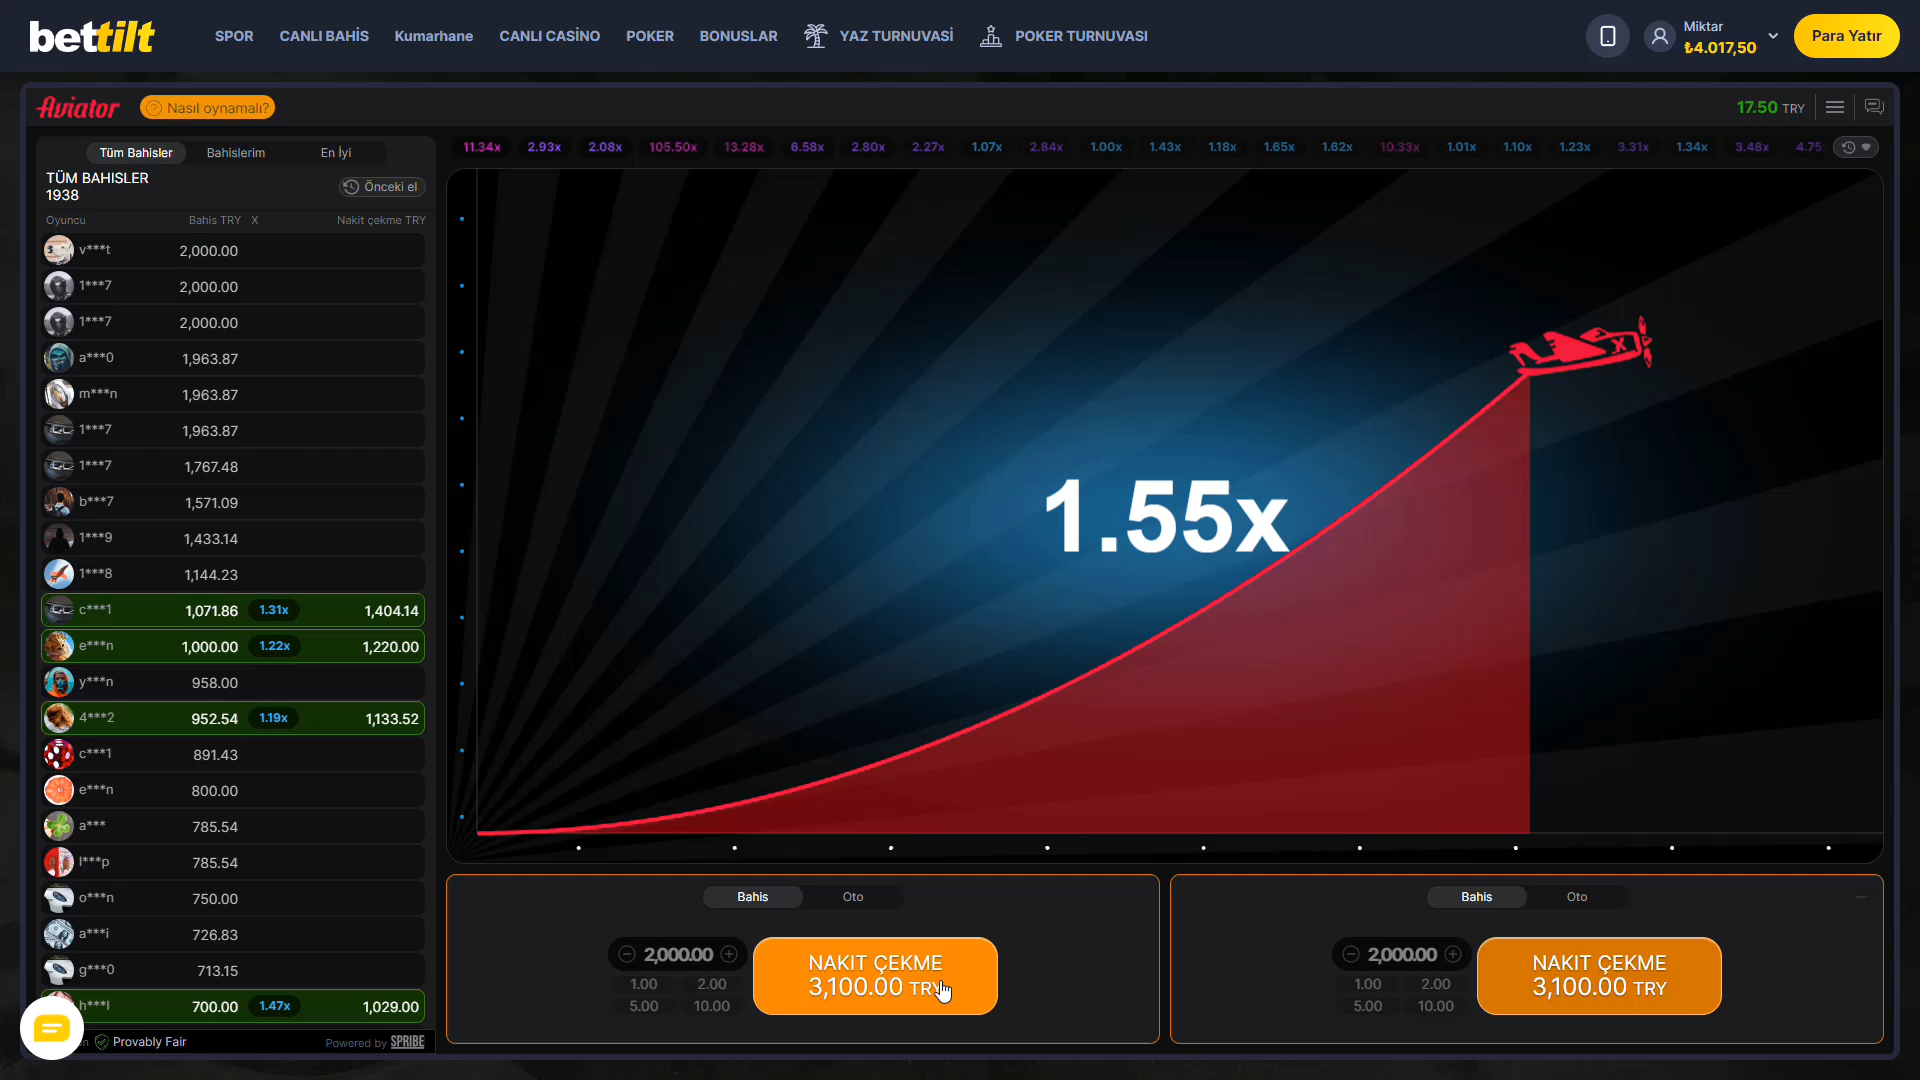 bettilt
SPOR
CANLI BAHİS
Kumarhane
CANLI CASİNO
POKER
BONUSLAR
YAZ TURNUVASİ
POKER TURNUVASI
Miktar
₺4.017,50
Para Yatır
Aviator
Nasıl oynamalı?
17.50 TRY
Tüm Bahisler
Bahislerim
En İyi
11.34x 2.93x 2.08x 105.50x 13.28x 6.58x 2.80x 2.27x 1.07x 2.84x 1.00x 1.43x 1.18x 1.65x 1.62x 10.33x 1.01x 1.10x 1.23x 3.31x 1.34x 3.48x 4.75
TÜM BAHISLER
1938
Önceki el
Oyuncu Bahis TRY X Nakit çekme TRY
v***t 2,000.00
1***7 2,000.00
1***7 2,000.00
a***0 1,963.87
m***n 1,963.87
1***7 1,963.87
1***7 1,767.48
b***7 1,571.09
1***9 1,433.14
1***8 1,144.23
c***1 1,071.86 1.31x 1,404.14
e***n 1,000.00 1.22x 1,220.00
y***n 958.00
4***2 952.54 1.19x 1,133.52
c***1 891.43
e***n 800.00
a*** 785.54
l***p 785.54
o***n 750.00
a***i 726.83
g***0 713.15
h***l 700.00 1.47x 1,029.00
Provably Fair
Powered by SPRIBE
X
1.55x
Bahis Oto
2,000.00
1.00 2.00
5.00 10.00
NAKIT ÇEKME
3,100.00 TRY
Bahis Oto
2,000.00
1.00 2.00
5.00 10.00
NAKIT ÇEKME
3,100.00 TRY